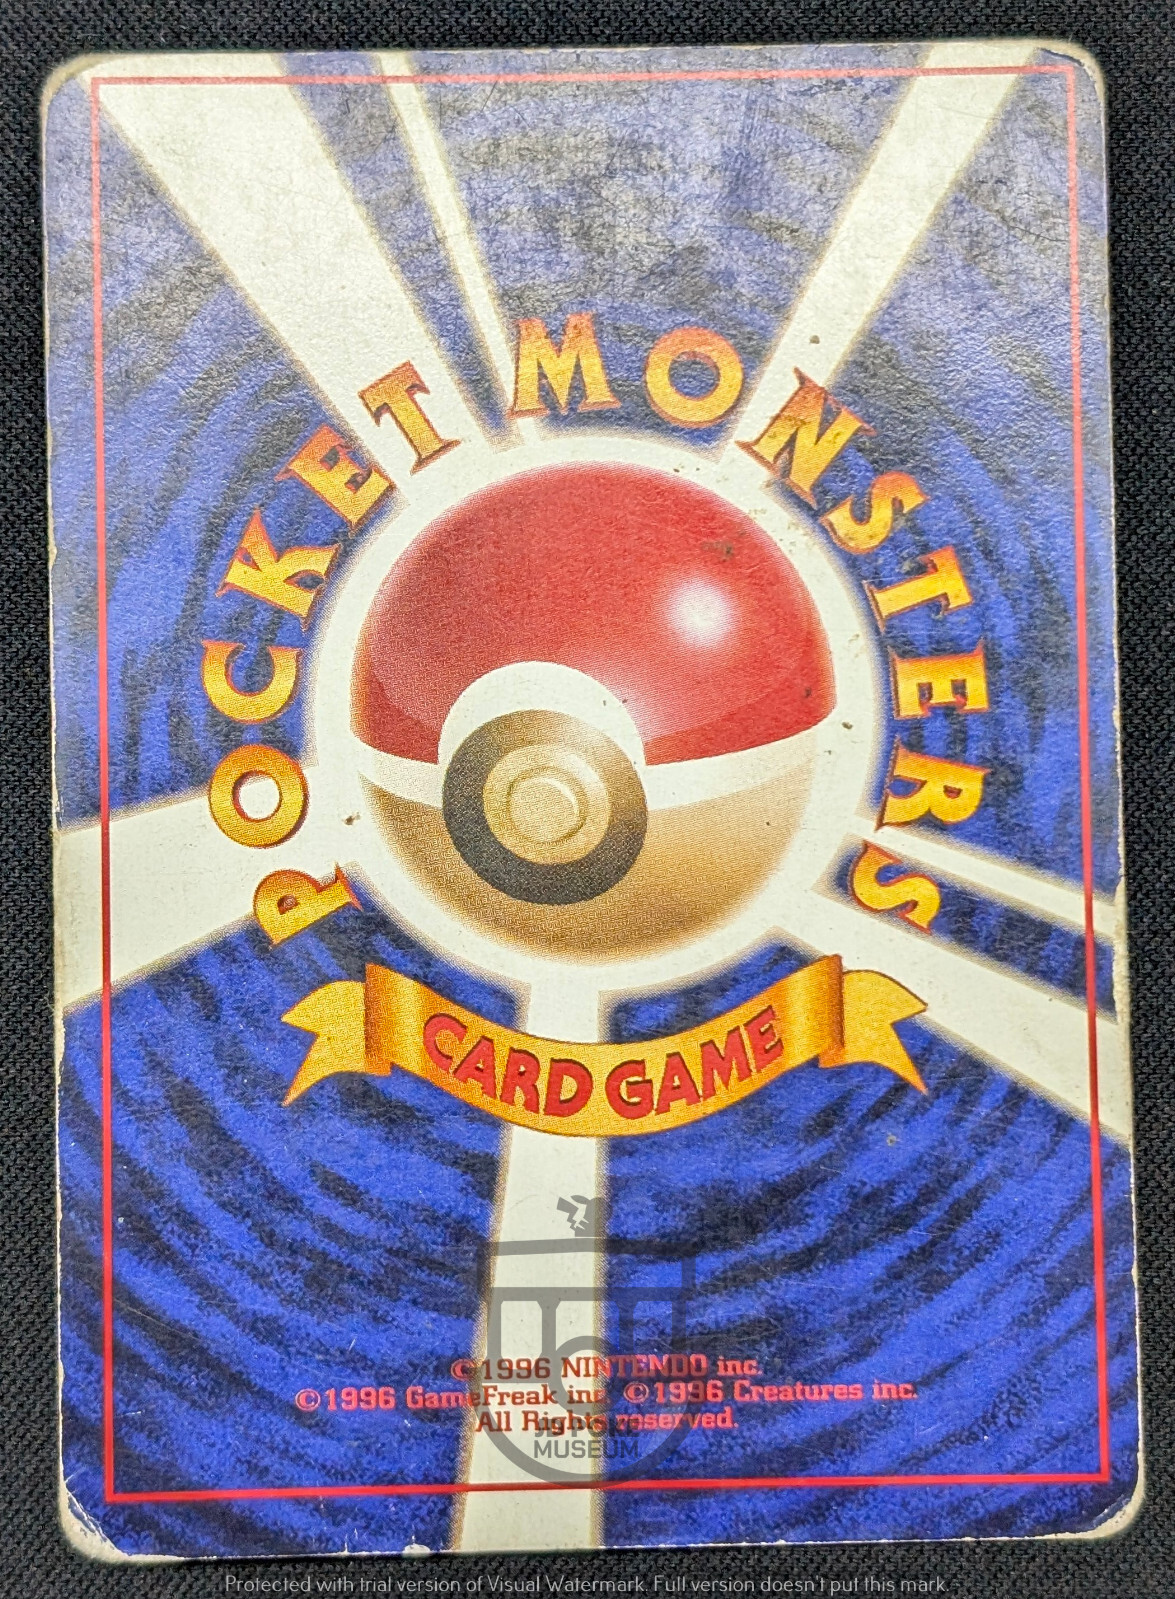 POCKET MONSTERS
CARD GAME
©1996 NINTENDO inc.
©1996 GameFreak inc. ©1996 Creatures inc.
All Rights reserved.
MUSEUM
Protected with trial version of Visual Watermark. Full version doesn't put this mark.